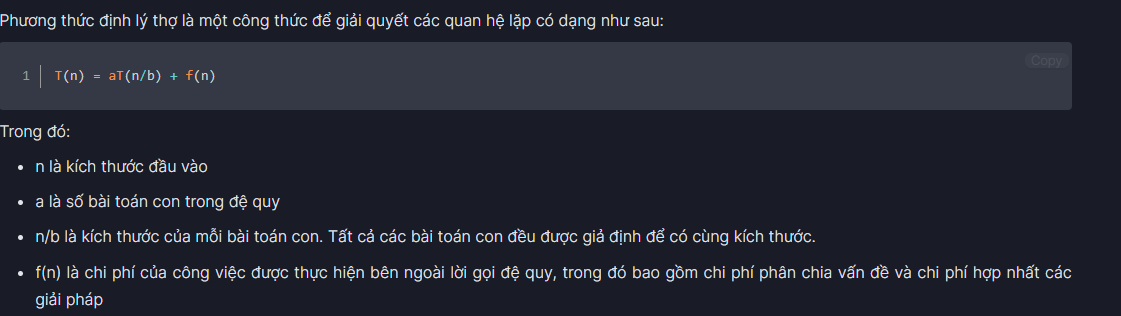 Phương thức định lý thợ là một công thức để giải quyết các quan hệ lặp có dạng như sau:
Copy
1 T(n) = aT(n/b) + f(n)
Trong đó:
• n là kích thước đầu vào
• a là số bài toán con trong đệ quy
• n/b là kích thước của mỗi bài toán con. Tất cả các bài toán con đều được giả định để có cùng kích thước.
• f(n) là chi phí của công việc được thực hiện bên ngoài lời gọi đệ quy, trong đó bao gồm chi phí phân chia vấn đề và chi phí hợp nhất các
giải pháp